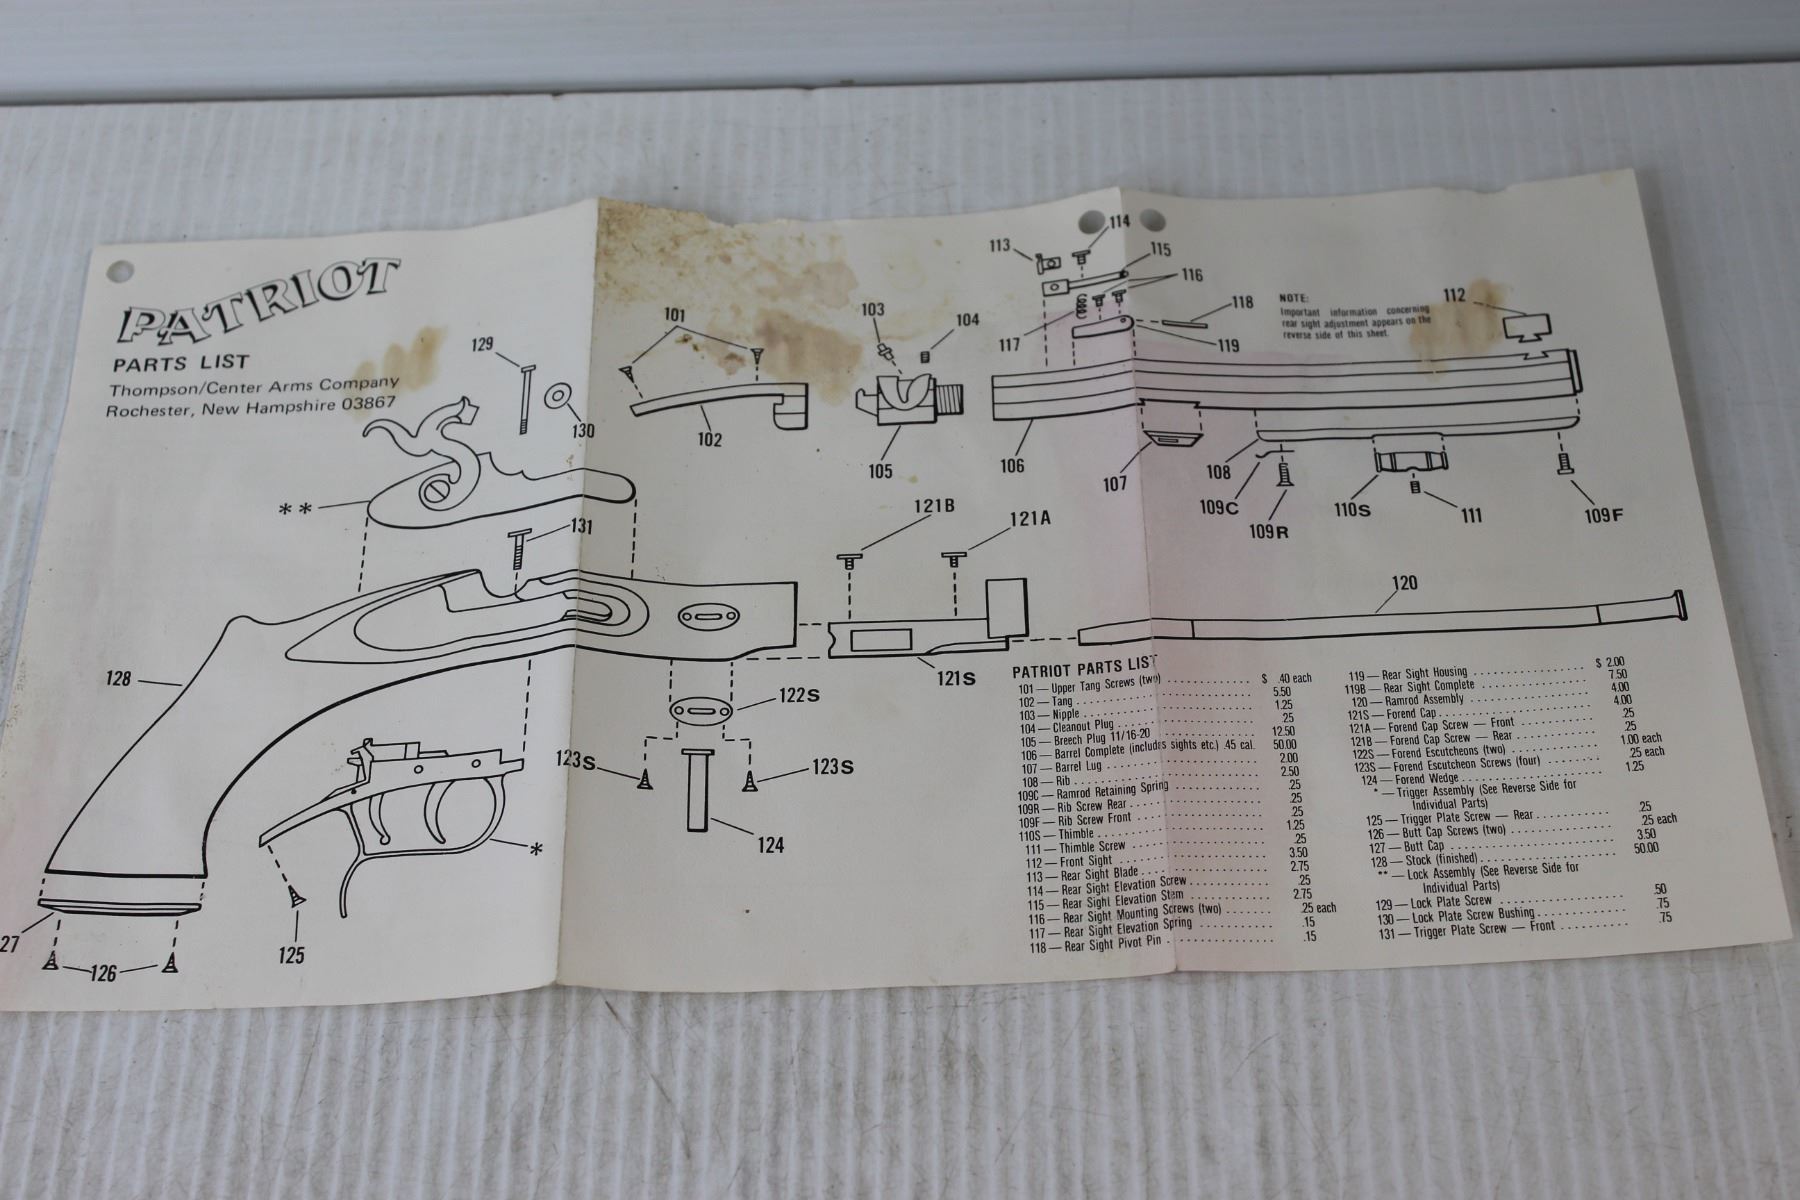 PATRIOT
PARTS LIST
Thompson/Center Arms Company
Rochester, New Hampshire 03867
129
130
**
131
128
*
125
27
126
101
102
103
104
105
106
107
108
109C
109R
110S
111
109F
112
113
114
115
116
117
118
119
NOTE:
Important information concerning
rear sight adjustment appears on the
reverse side of this sheet.
121B
121A
121S
120
122S
123S
123S
124
PATRIOT PARTS LIST
101 — Upper Tang Screws (two) .......... $ .40 each
102 — Tang .......... 5.50
103 — Nipple .......... 1.25
104 — Cleanout Plug .......... .25
105 — Breech Plug 11/16-20 .......... 12.50
106 — Barrel Complete (includes sights etc.) .45 cal. 50.00
107 — Barrel Lug .......... 2.00
108 — Rib .......... 2.50
109C — Ramrod Retaining Spring .......... .25
109R — Rib Screw Rear .......... .25
109F — Rib Screw Front .......... .25
110S — Thimble .......... 1.25
111 — Thimble Screw .......... .25
112 — Front Sight .......... 3.50
113 — Rear Sight Blade .......... 2.75
114 — Rear Sight Elevation Screw .......... .25
115 — Rear Sight Elevation Stem .......... 2.75
116 — Rear Sight Mounting Screws (two) ....... .25 each
117 — Rear Sight Elevation Spring .......... .15
118 — Rear Sight Pivot Pin .......... .15
119 — Rear Sight Housing .......... $ 2.00
119B — Rear Sight Complete .......... 7.50
120 — Ramrod Assembly .......... 4.00
121S — Forend Cap .......... 4.00
121A — Forend Cap Screw — Front .......... .25
121B — Forend Cap Screw — Rear .......... .25
122S — Forend Escutcheons (two) .......... 1.00 each
123S — Forend Escutcheon Screws (four) .......... .25 each
124 — Forend Wedge .......... 1.25
* — Trigger Assembly (See Reverse Side for
Individual Parts)
125 — Trigger Plate Screw — Rear .......... .25
126 — Butt Cap Screws (two) .......... .25 each
127 — Butt Cap .......... 3.50
128 — Stock (finished) .......... 50.00
** — Lock Assembly (See Reverse Side for
Individual Parts)
129 — Lock Plate Screw .......... .50
130 — Lock Plate Screw Bushing .......... .75
131 — Trigger Plate Screw — Front .......... .75